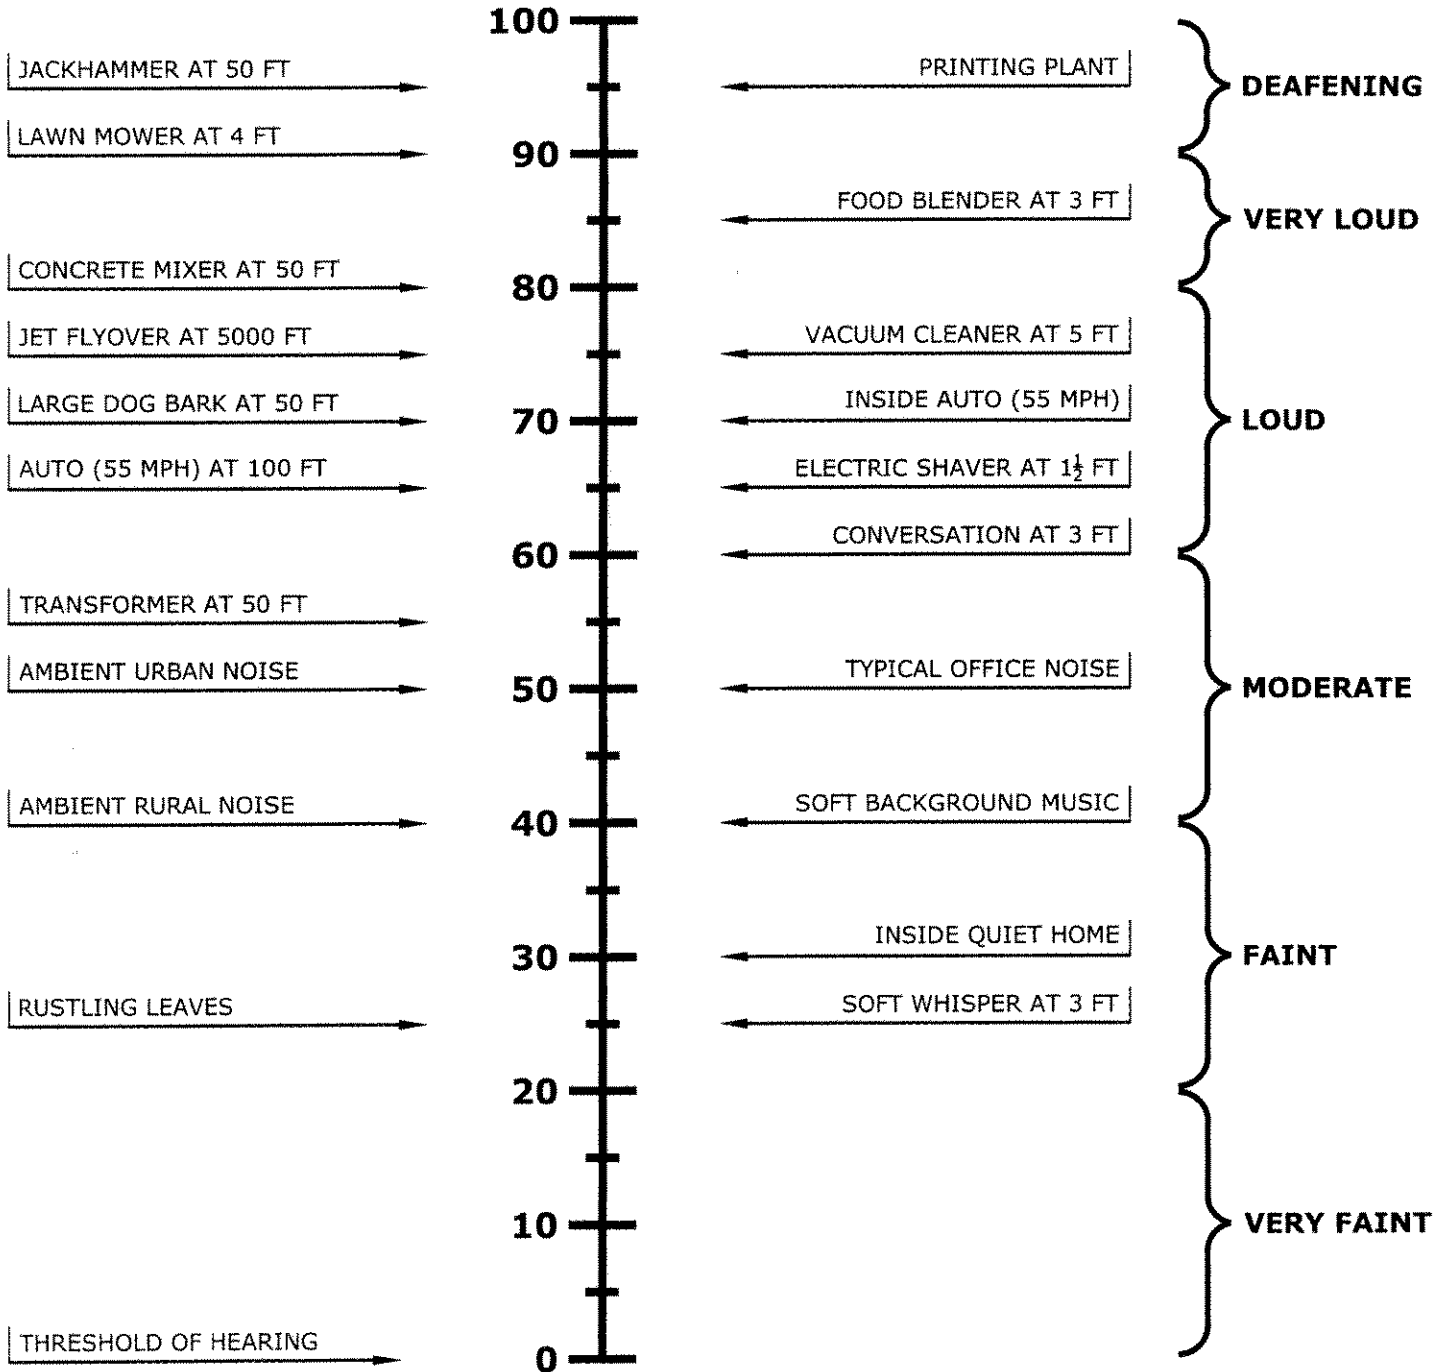 100
JACKHAMMER AT 50 FT
PRINTING PLANT
DEAFENING
LAWN MOWER AT 4 FT
90
FOOD BLENDER AT 3 FT
VERY LOUD
CONCRETE MIXER AT 50 FT
80
JET FLYOVER AT 5000 FT
VACUUM CLEANER AT 5 FT
LARGE DOG BARK AT 50 FT
70
INSIDE AUTO (55 MPH)
LOUD
AUTO (55 MPH) AT 100 FT
ELECTRIC SHAVER AT 1½ FT
60
CONVERSATION AT 3 FT
TRANSFORMER AT 50 FT
AMBIENT URBAN NOISE
50
TYPICAL OFFICE NOISE
MODERATE
AMBIENT RURAL NOISE
40
SOFT BACKGROUND MUSIC
30
INSIDE QUIET HOME
FAINT
RUSTLING LEAVES
SOFT WHISPER AT 3 FT
20
10
VERY FAINT
THRESHOLD OF HEARING
0